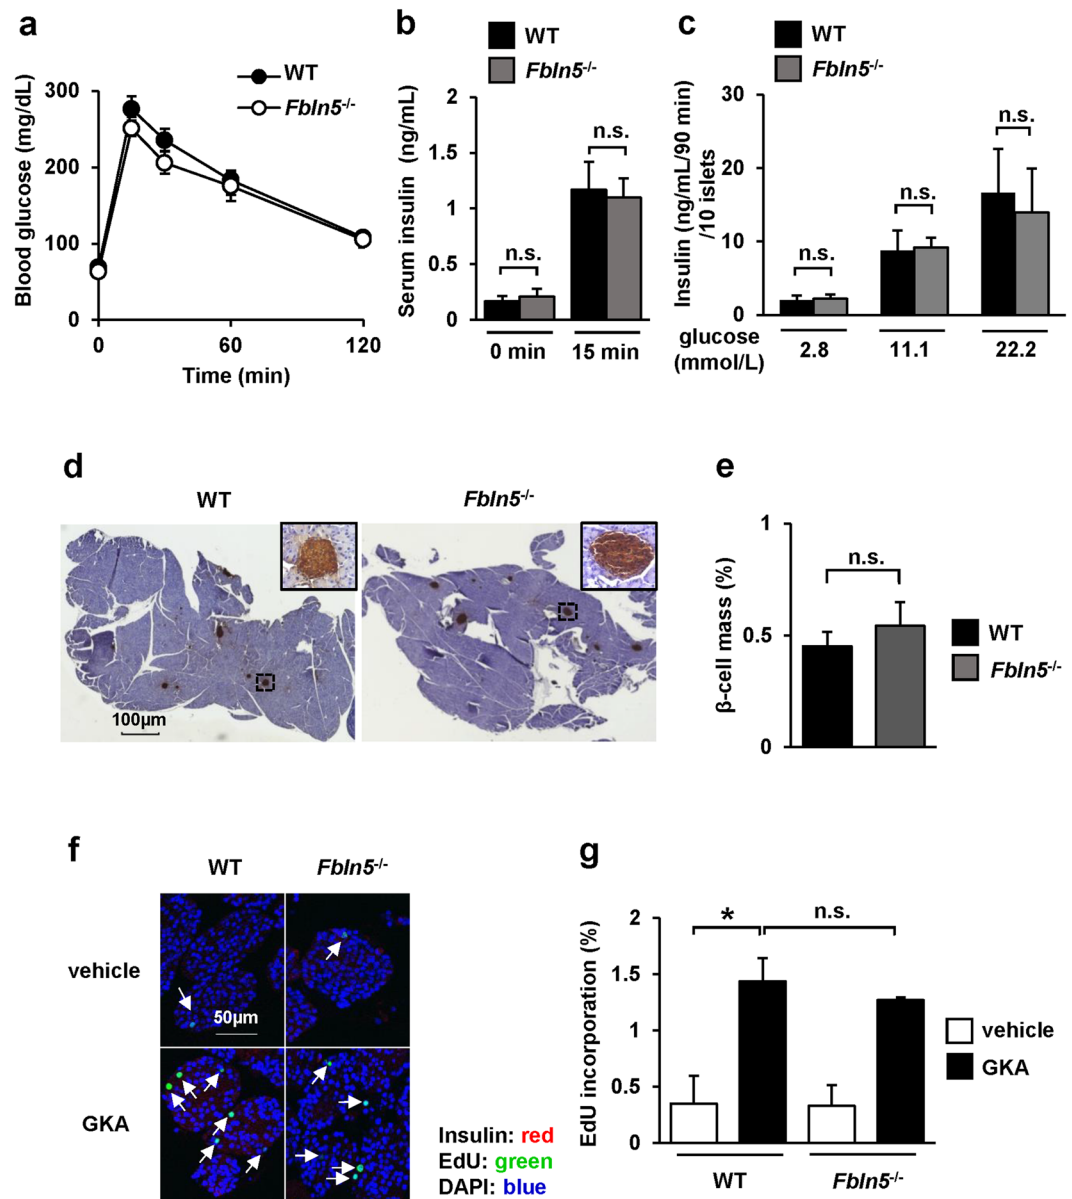 a
WT
Fbln5-/-
Blood glucose (mg/dL)
300
200
100
0
0
60
120
Time (min)
b
WT
Fbln5-/-
Serum insulin (ng/mL)
2
1.5
1
0.5
0
n.s.
n.s.
0 min
15 min
c
WT
Fbln5-/-
Insulin (ng/mL/90 min)
/10 islets
30
20
10
0
n.s.
n.s.
n.s.
glucose
(mmol/L)
2.8
11.1
22.2
d
WT
Fbln5-/-
100μm
e
β-cell mass (%)
1
0.5
0
n.s.
WT
Fbln5-/-
f
WT
Fbln5-/-
vehicle
50μm
GKA
Insulin: red
EdU: green
DAPI: blue
g
EdU incorporation (%)
2
1.5
1
0.5
0
*
n.s.
vehicle
GKA
WT
Fbln5-/-